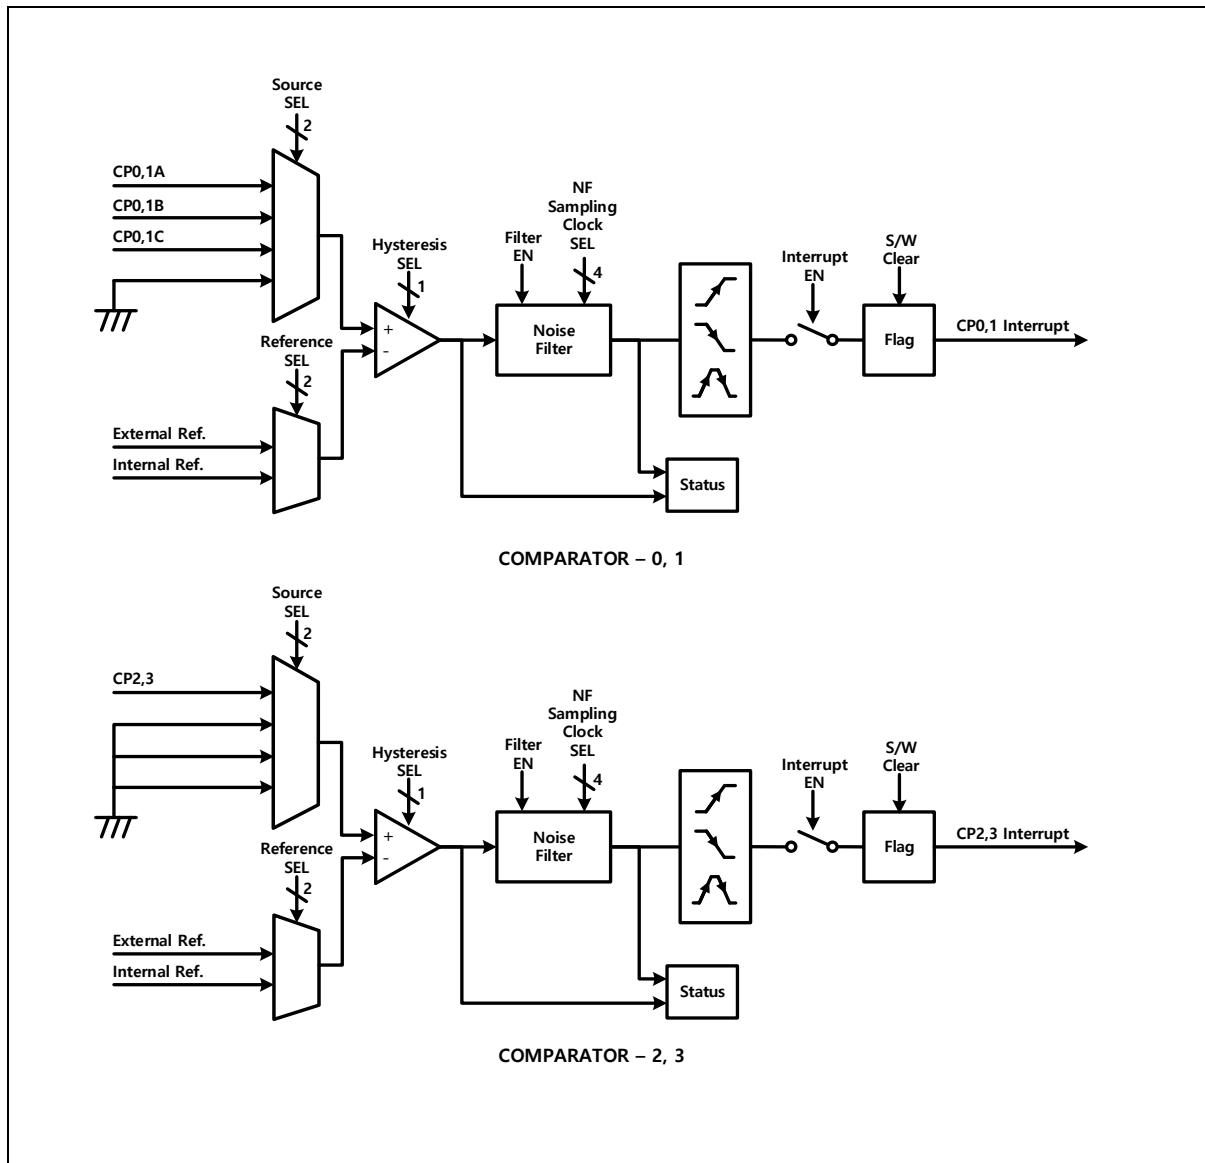 Source
SEL
2
CP0,1A
CP0,1B
CP0,1C
Hysteresis
SEL
1
Filter
EN
NF
Sampling
Clock
SEL
4
Interrupt
EN
S/W
Clear
+
-
Noise
Filter
Flag
CP0,1 Interrupt
Reference
SEL
2
External Ref.
Internal Ref.
Status
COMPARATOR – 0, 1
Source
SEL
2
CP2,3
Hysteresis
SEL
1
Filter
EN
NF
Sampling
Clock
SEL
4
Interrupt
EN
S/W
Clear
+
-
Noise
Filter
Flag
CP2,3 Interrupt
Reference
SEL
2
External Ref.
Internal Ref.
Status
COMPARATOR – 2, 3